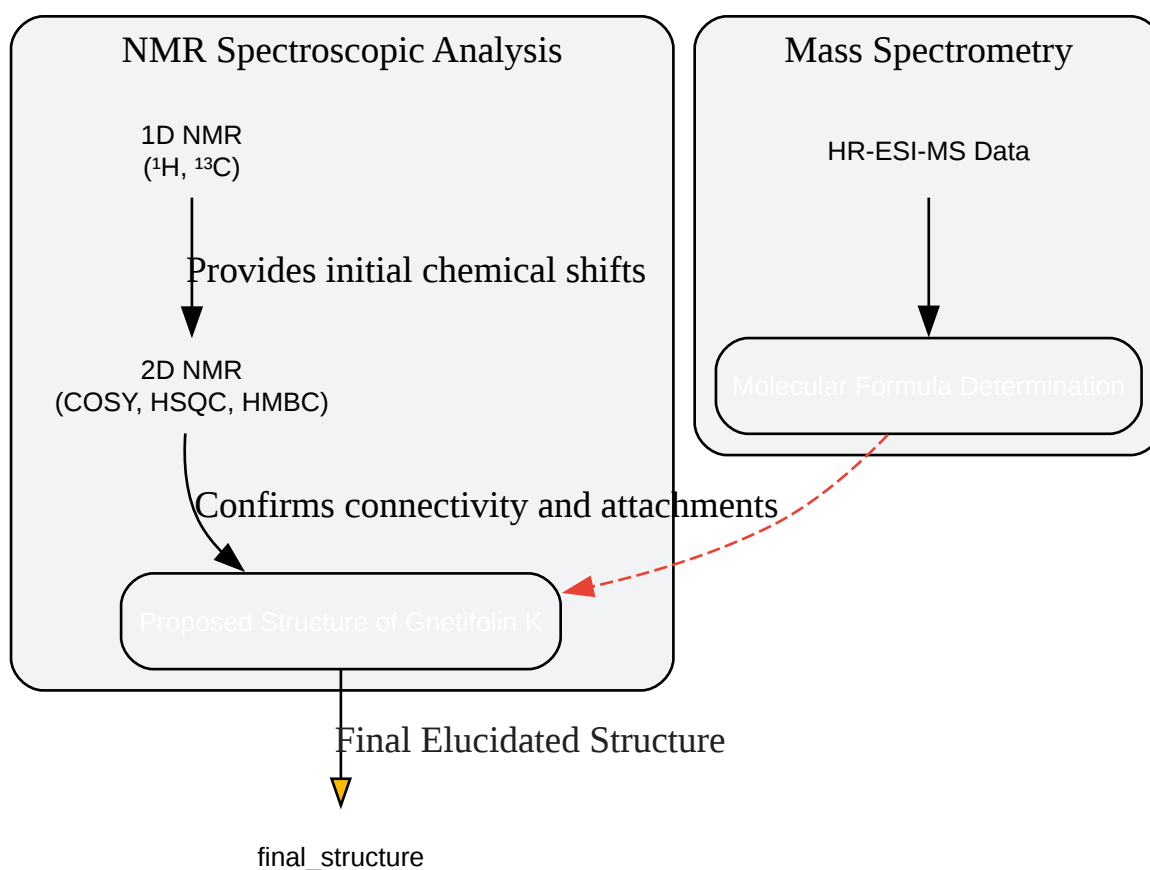 NMR Spectroscopic Analysis
Mass Spectrometry
1D NMR
(¹H, ¹³C)
HR-ESI-MS Data
Provides initial chemical shifts
2D NMR
(COSY, HSQC, HMBC)
Molecular Formula Determination
Confirms connectivity and attachments
Proposed Structure of Gnetifolin K
Final Elucidated Structure
final_structure